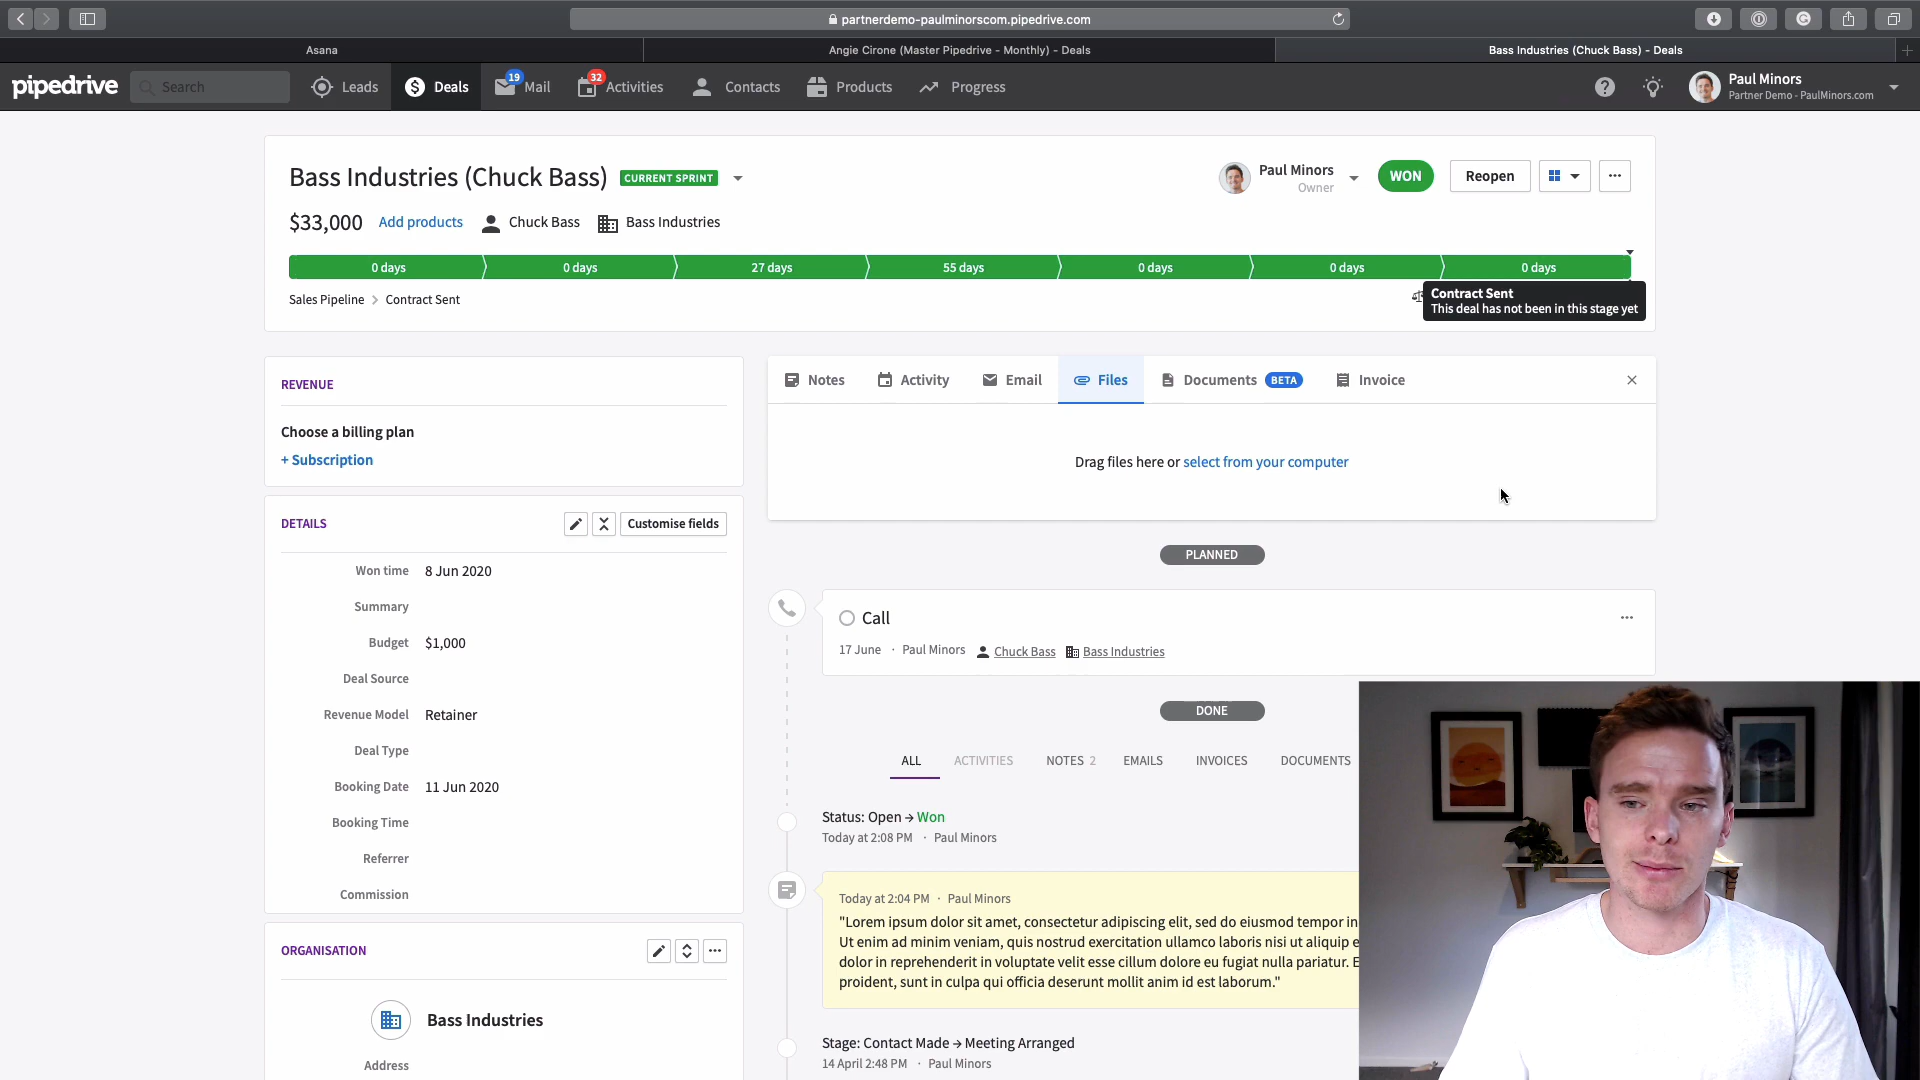 partnerdemo-paulminorscom.pipedrive.com
Asana
Angie Cirone (Master Pipedrive - Monthly) - Deals
Bass Industries (Chuck Bass) - Deals
pipedrive
Search
Leads
Deals
19
Mail
32
Activities
Contacts
Products
Progress
Paul Minors
Partner Demo - PaulMinors.com
Bass Industries (Chuck Bass)
CURRENT SPRINT
Paul Minors
Owner
WON
Reopen
$33,000
Add products
Chuck Bass
Bass Industries
0 days
0 days
27 days
55 days
0 days
0 days
0 days
Sales Pipeline
Contract Sent
Contract Sent
This deal has not been in this stage yet
REVENUE
Choose a billing plan
+ Subscription
DETAILS
Customise fields
Won time 8 Jun 2020
Summary
Budget $1,000
Deal Source
Revenue Model Retainer
Deal Type
Booking Date 11 Jun 2020
Booking Time
Referrer
Commission
ORGANISATION
Bass Industries
Address
Notes
Activity
Email
Files
Documents BETA
Invoice
Drag files here or select from your computer
PLANNED
Call
17 June · Paul Minors Chuck Bass Bass Industries
DONE
ALL
ACTIVITIES
NOTES 2
EMAILS
INVOICES
DOCUMENTS
Status: Open → Won
Today at 2:08 PM · Paul Minors
Today at 2:04 PM · Paul Minors
"Lorem ipsum dolor sit amet, consectetur adipiscing elit, sed do eiusmod tempor in
Ut enim ad minim veniam, quis nostrud exercitation ullamco laboris nisi ut aliquip e
dolor in reprehenderit in voluptate velit esse cillum dolore eu fugiat nulla pariatur. E
proident, sunt in culpa qui officia deserunt mollit anim id est laborum."
Stage: Contact Made → Meeting Arranged
14 April 2:48 PM · Paul Minors